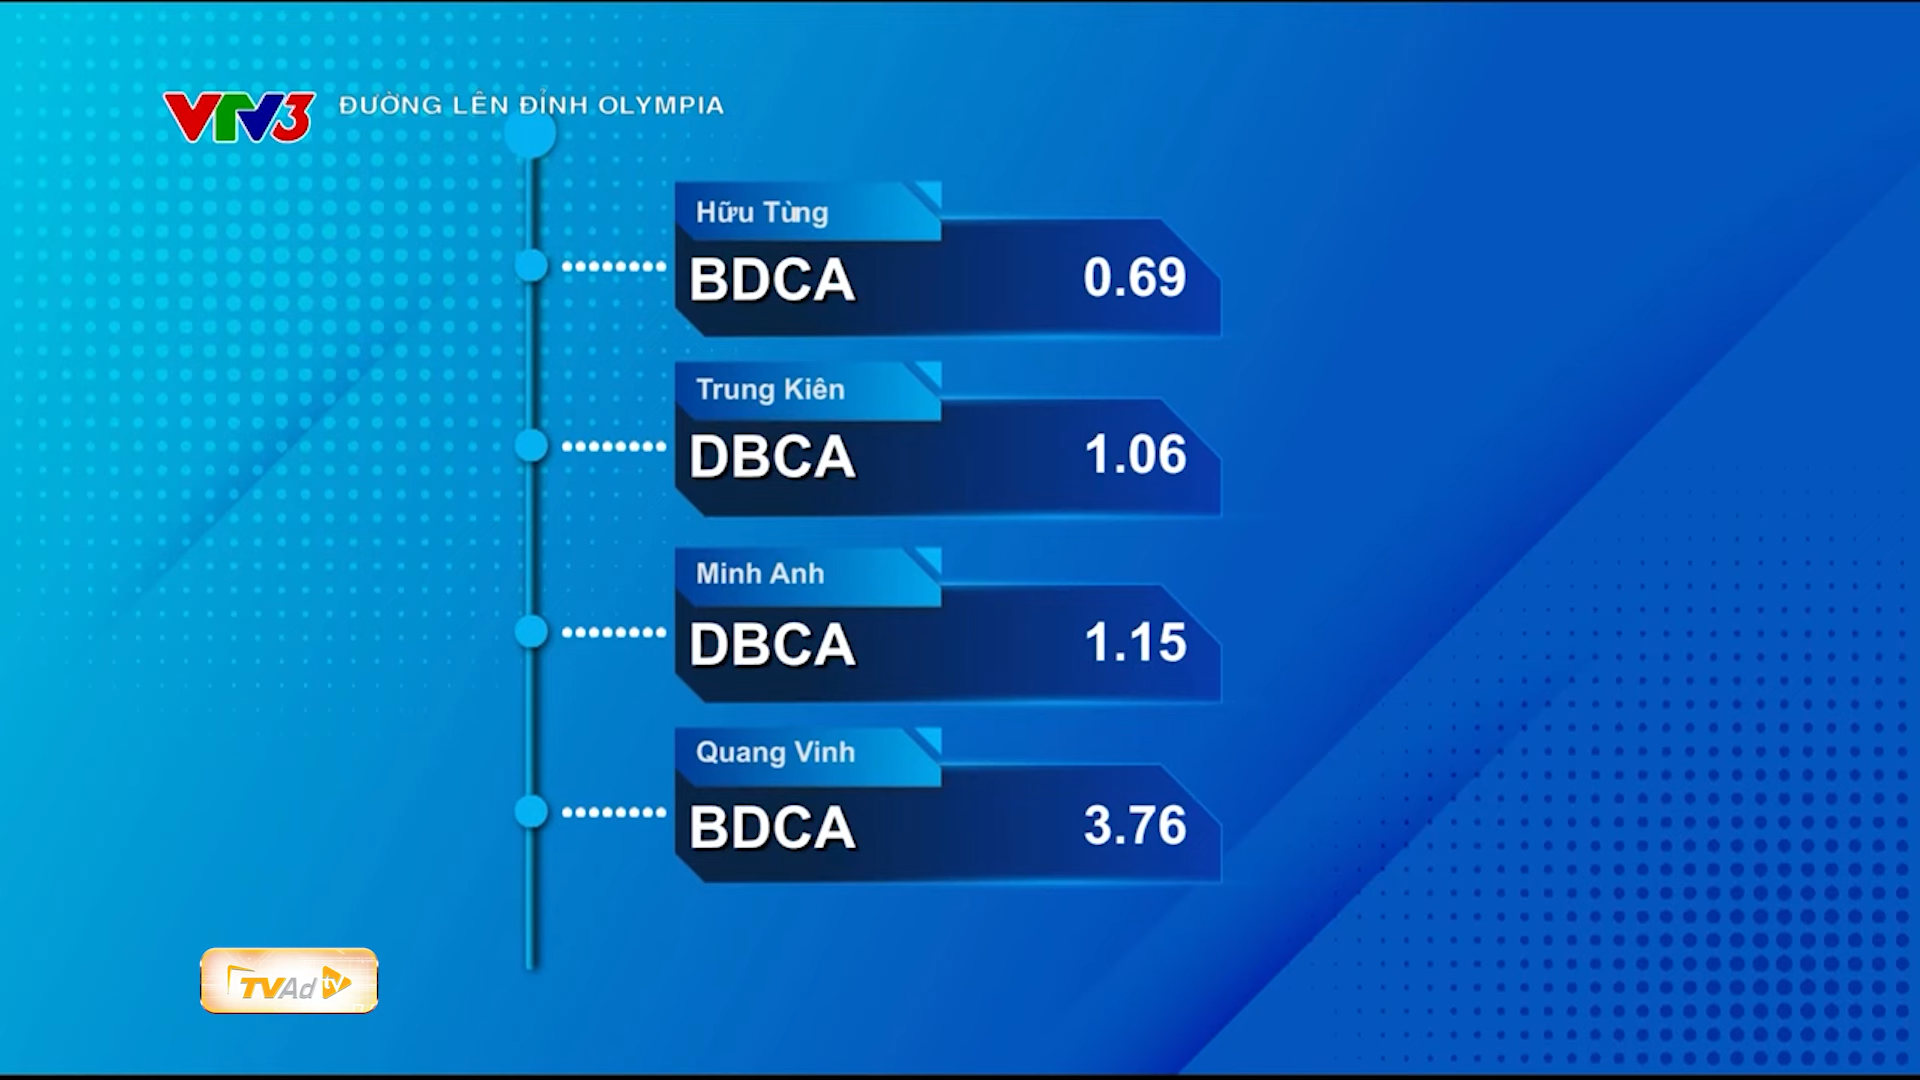 VTV3
ĐƯỜNG LÊN ĐỈNH OLYMPIA
Hữu Tùng
BDCA 0.69
Trung Kiên
DBCA 1.06
Minh Anh
DBCA 1.15
Quang Vinh
BDCA 3.76
TVAd tv